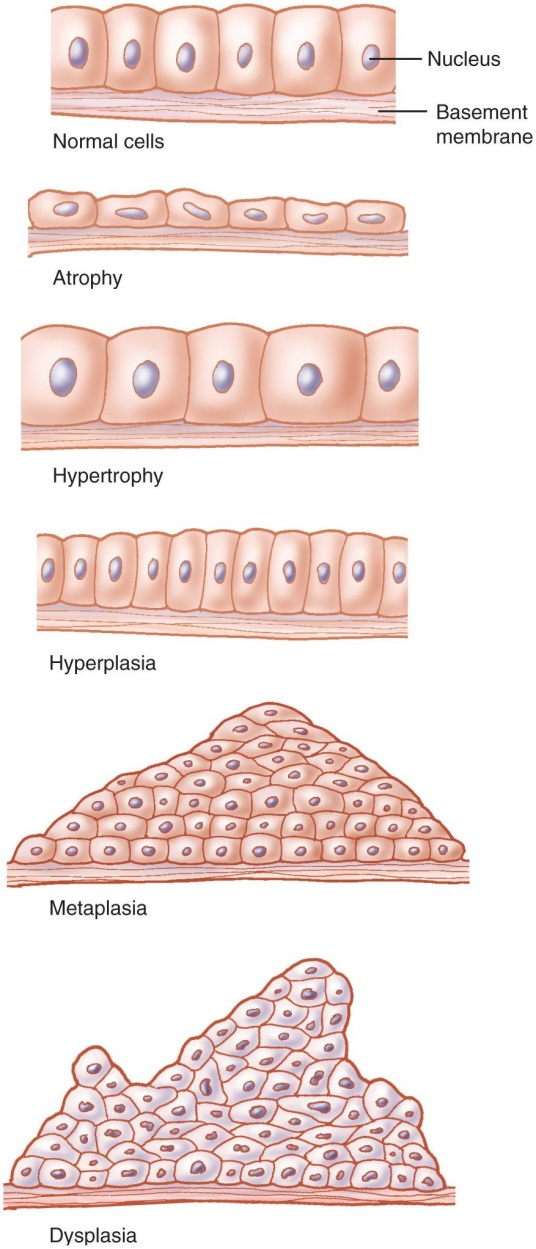 Nucleus
Basement
membrane
Normal cells
Atrophy
Hypertrophy
Hyperplasia
Metaplasia
Dysplasia